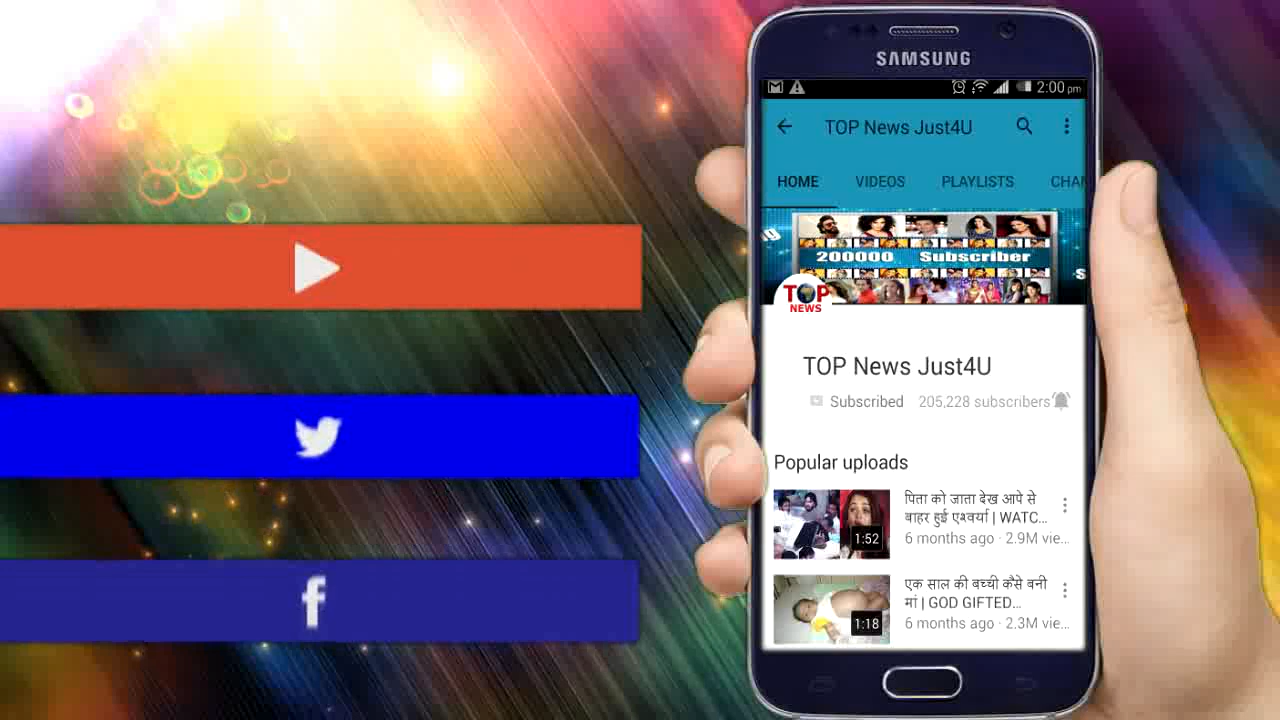 SAMSUNG
2:00 pm
TOP News Just4U
HOME VIDEOS PLAYLISTS CHAN
200000 Subscriber
TOP
NEWS
TOP News Just4U
Subscribed 205,228 subscribers
Popular uploads
पिता को जाता देख आपे से
बाहर हुई एश्वर्या | WATC...
1:52
6 months ago · 2.9M vie...
एक साल की बच्ची कैसे बनी
मां | GOD GIFTED...
1:18
6 months ago · 2.3M vie...